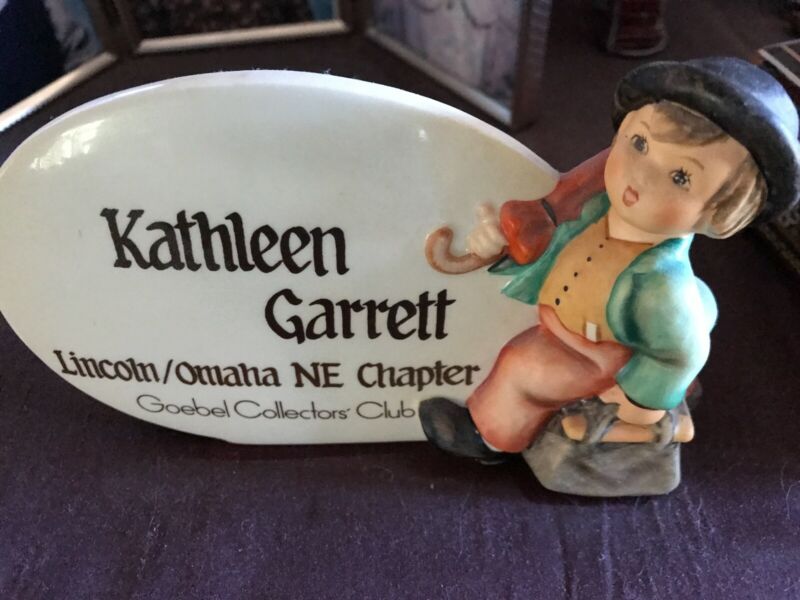 Kathleen
Garrett
Lincoln/Omaha NE Chapter
Goebel Collectors' Club